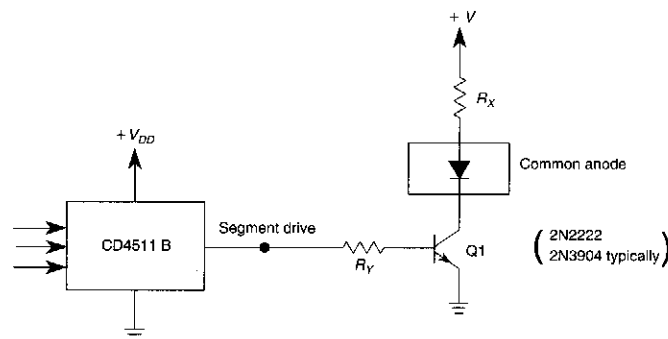 + V
R_X
+ V_DD
Common anode
CD4511 B
Segment drive
R_Y
Q1
( 2N2222
2N3904 typically )